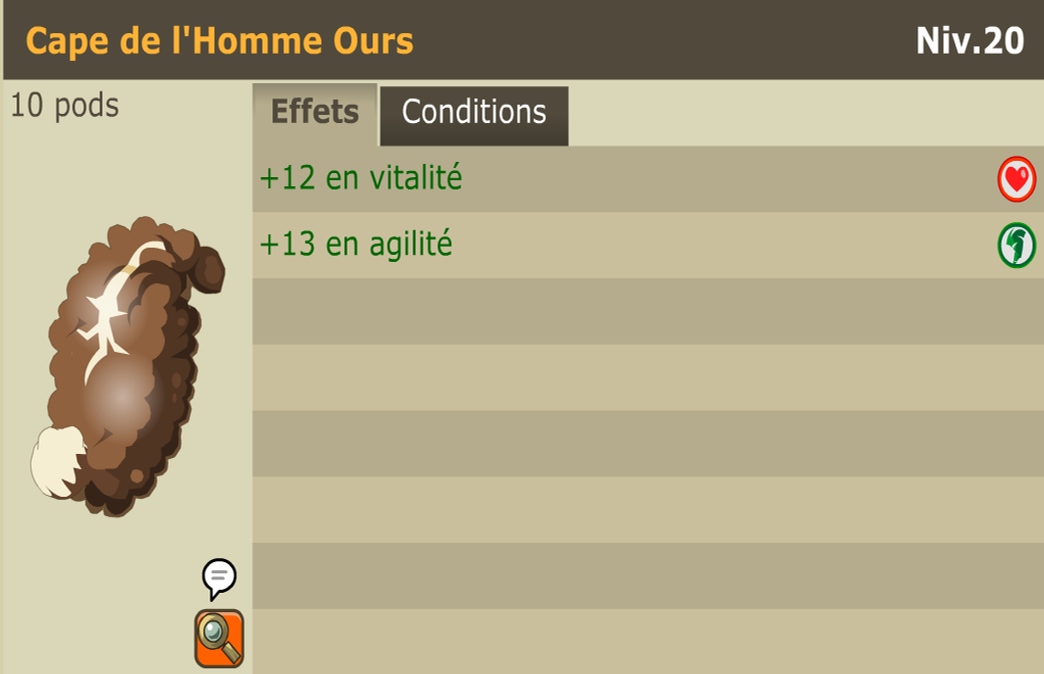 Cape de l'Homme Ours
Niv.20
10 pods
Effets
Conditions
+12 en vitalité
+13 en agilité